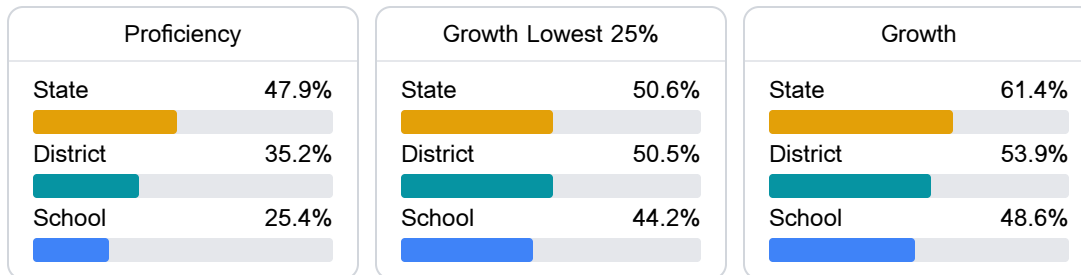 Proficiency
State 47.9%
District 35.2%
School 25.4%
Growth Lowest 25%
State 50.6%
District 50.5%
School 44.2%
Growth
State 61.4%
District 53.9%
School 48.6%